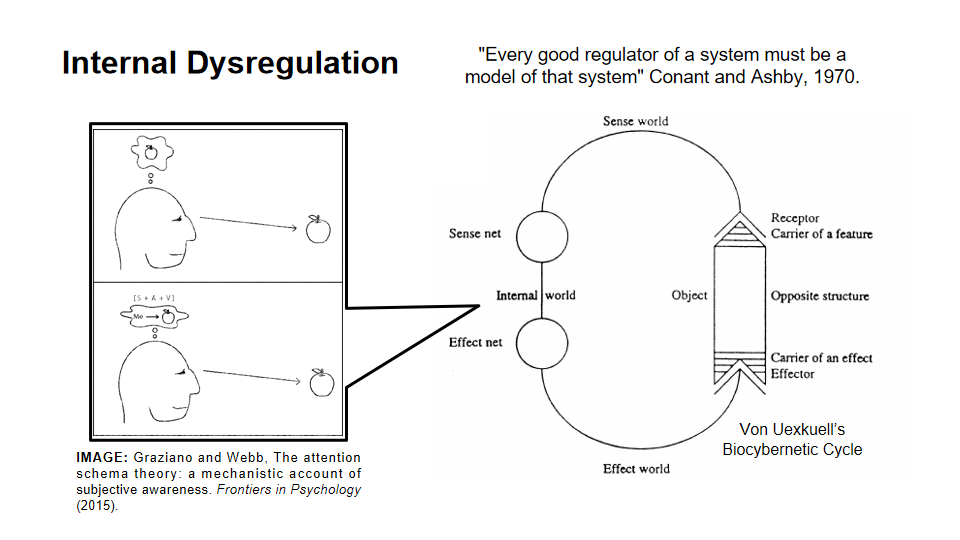 Internal Dysregulation
"Every good regulator of a system must be a
model of that system" Conant and Ashby, 1970.
[S + A + V]
Me
IMAGE: Graziano and Webb, The attention
schema theory: a mechanistic account of
subjective awareness. Frontiers in Psychology
(2015).
Sense world
Receptor
Sense net
Carrier of a feature
Internal world
Object
Opposite structure
Effect net
Carrier of an effect
Effector
Von Uexkuell's
Biocybernetic Cycle
Effect world